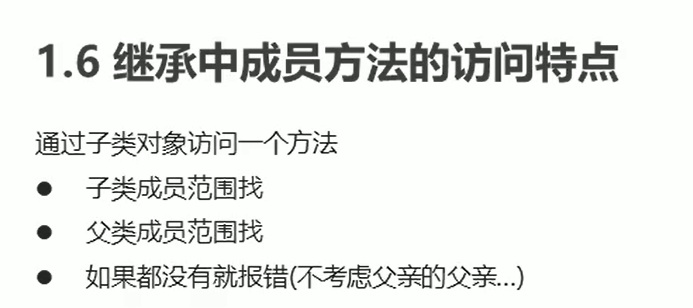 1.6 继承中成员方法的访问特点
通过子类对象访问一个方法
● 子类成员范围找
● 父类成员范围找
● 如果都没有就报错(不考虑父亲的父亲…)